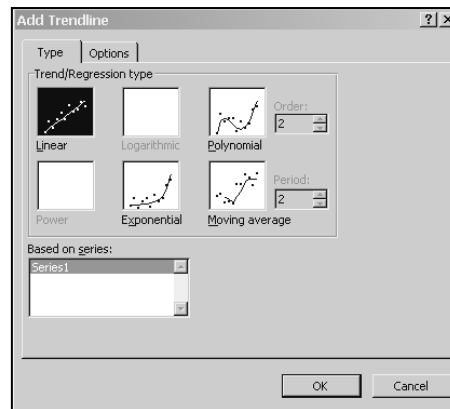 Add Trendline
Type Options
Trend/Regression type
Linear
Logarithmic
Polynomial
Order:
2
Power
Exponential
Moving average
Period:
2
Based on series:
Series1
OK Cancel